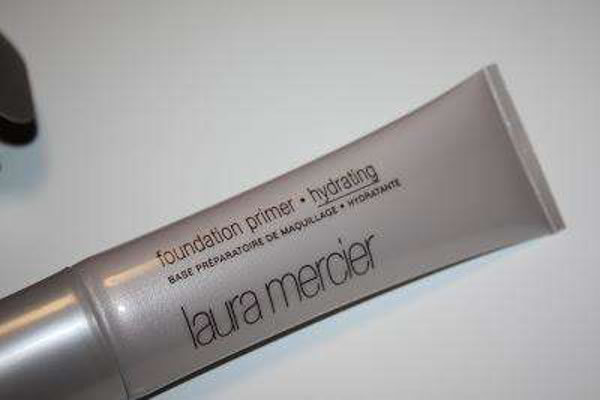 foundation primer • hydrating
BASE PRÉPARATOIRE DE MAQUILLAGE • HYDRATANTE
laura mercier